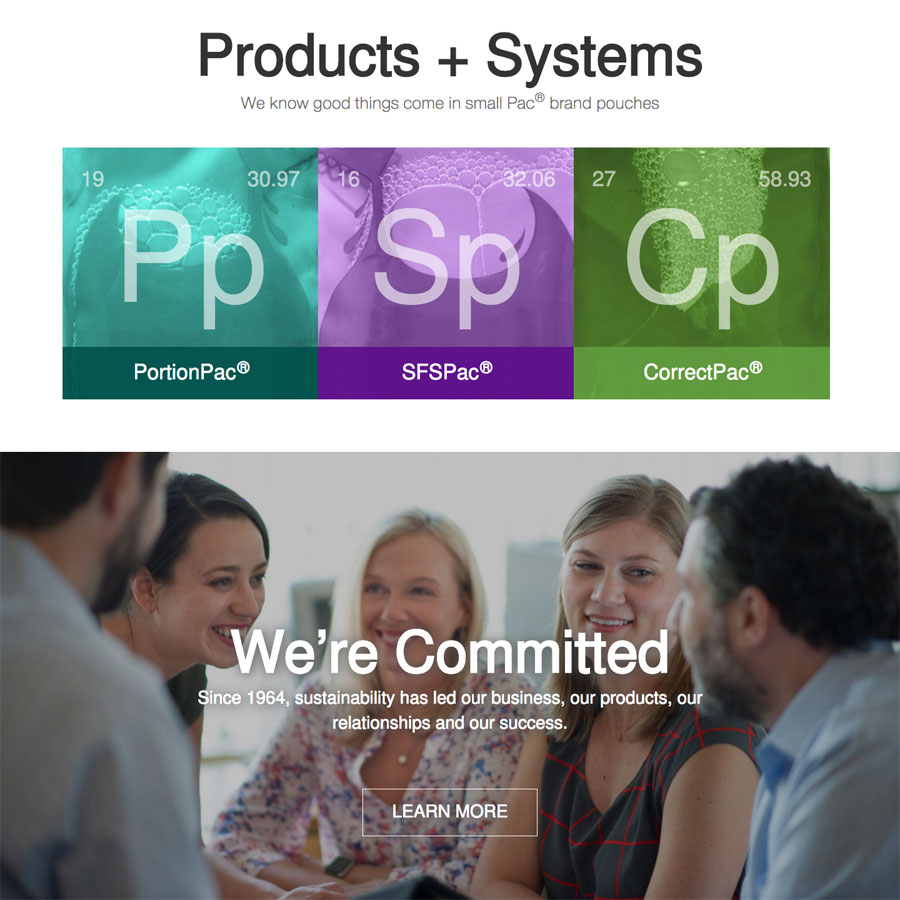 Products + Systems
We know good things come in small Pac® brand pouches
19 30.97 16 32.06 27 58.93
Pp Sp Cp
PortionPac® SFSPac® CorrectPac®
We’re Committed
Since 1964, sustainability has led our business, our products, our
relationships and our success.
LEARN MORE